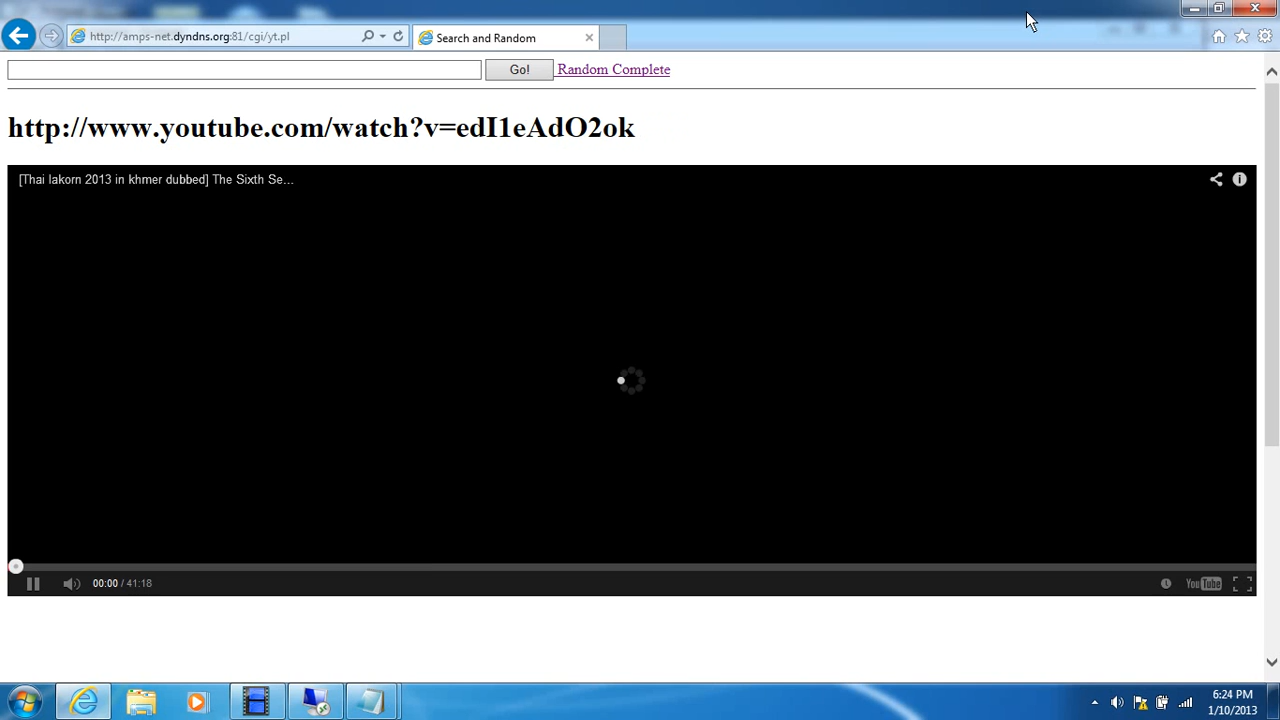 http://amps-net.dyndns.org:81/cgi/yt.pl
Search and Random
Go! Random Complete
http://www.youtube.com/watch?v=edI1eAdO2ok
[Thai lakorn 2013 in khmer dubbed] The Sixth Se...
00:00 / 41:18
YouTube
6:24 PM
1/10/2013